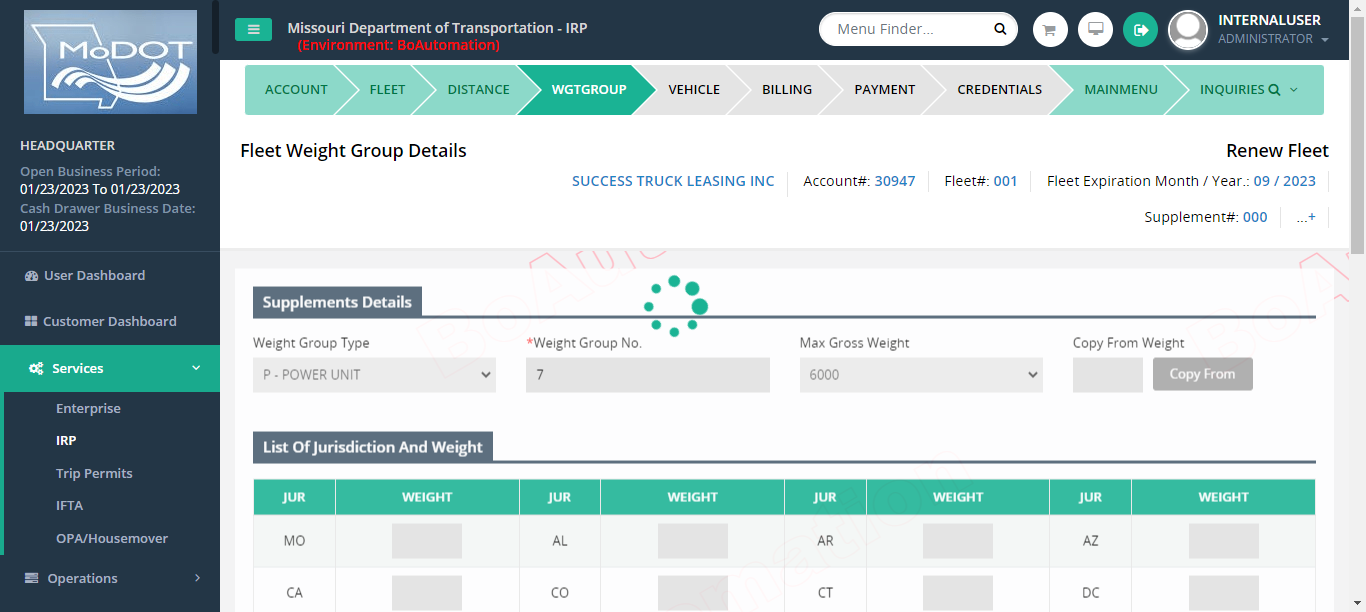 MoDOT
Missouri Department of Transportation - IRP
(Environment: BoAutomation)
Menu Finder...
INTERNALUSER
ADMINISTRATOR
HEADQUARTER
Open Business Period:
01/23/2023 To 01/23/2023
Cash Drawer Business Date:
01/23/2023
User Dashboard
Customer Dashboard
Services
Enterprise
IRP
Trip Permits
IFTA
OPA/Housemover
Operations
ACCOUNT FLEET DISTANCE WGTGROUP VEHICLE BILLING PAYMENT CREDENTIALS MAINMENU INQUIRIES
Fleet Weight Group Details
Renew Fleet
SUCCESS TRUCK LEASING INC Account#: 30947 Fleet#: 001 Fleet Expiration Month / Year.: 09 / 2023
Supplement#: 000 ...+
Supplements Details
Weight Group Type *Weight Group No. Max Gross Weight Copy From Weight
P - POWER UNIT 7 6000 Copy From
List Of Jurisdiction And Weight
JUR WEIGHT JUR WEIGHT JUR WEIGHT JUR WEIGHT
MO AL AR AZ
CA CO CT DC